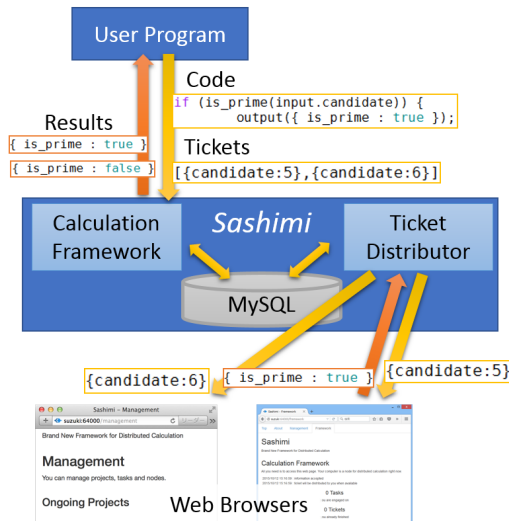 User Program
Code
if (is_prime(input.candidate)) {
output({ is_prime : true });
Results
{ is_prime : true }
{ is_prime : false }
Tickets
[{candidate:5},{candidate:6}]
Calculation
Framework
Sashimi
Ticket
Distributor
MySQL
{candidate:6}
{ is_prime : true }
{candidate:5}
Sashimi - Management
suzuki:64000/management
Brand New Framework for Distributed Calculation
Management
You can manage projects, tasks and nodes.
Ongoing Projects
Sashimi
Brand New Framework for Distributed Calculation
Calculation Framework
0 Tasks
0 Tickets
Web Browsers